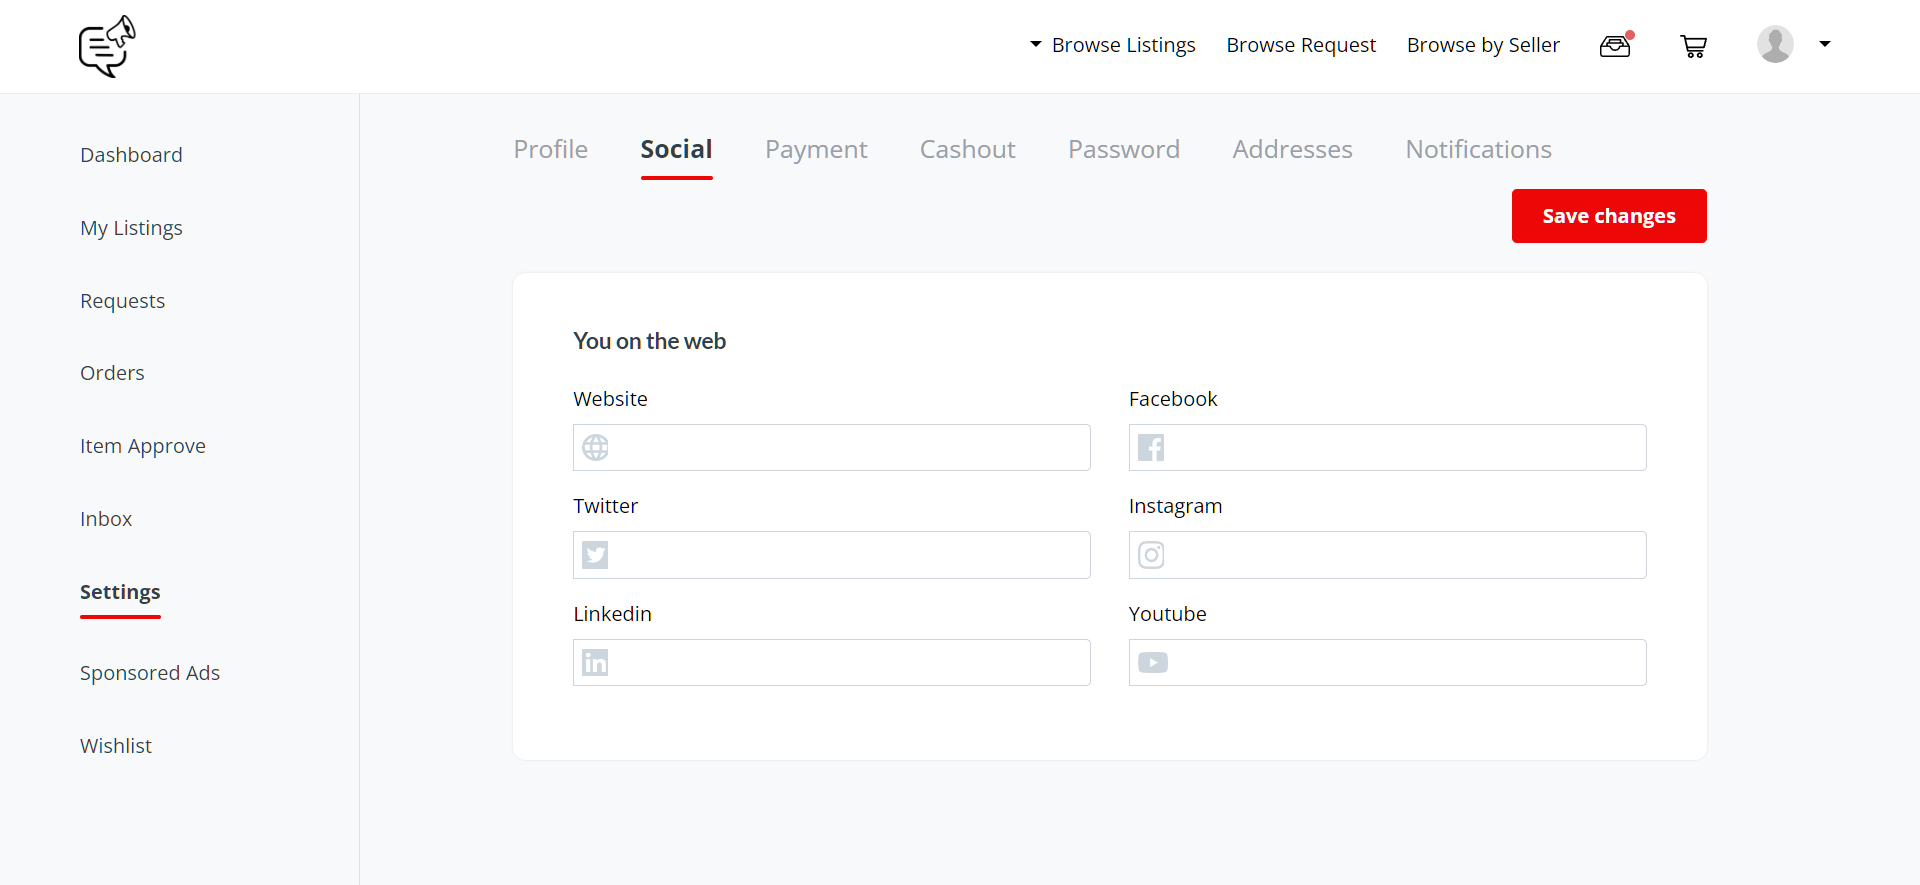 Browse Listings Browse Request Browse by Seller
Dashboard
My Listings
Requests
Orders
Item Approve
Inbox
Settings
Sponsored Ads
Wishlist
Profile Social Payment Cashout Password Addresses Notifications
Save changes
You on the web
Website Facebook
Twitter Instagram
Linkedin Youtube